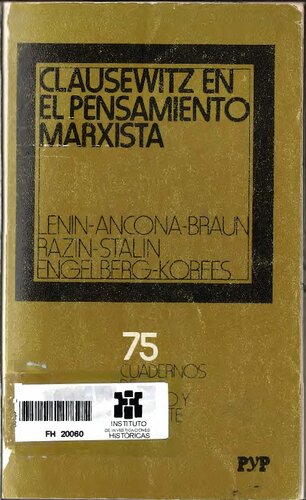 CLAUSEWITZ EN
EL PENSAMIENTO
MARXISTA
LENIN-ANCONA-BRAUN
RAZIN-STALIN
ENGELBERG-KORFES
75
CUADERNOS
INSTITUTO
DE INVESTIGACIONES
HISTÓRICAS
FH 20060
PYP